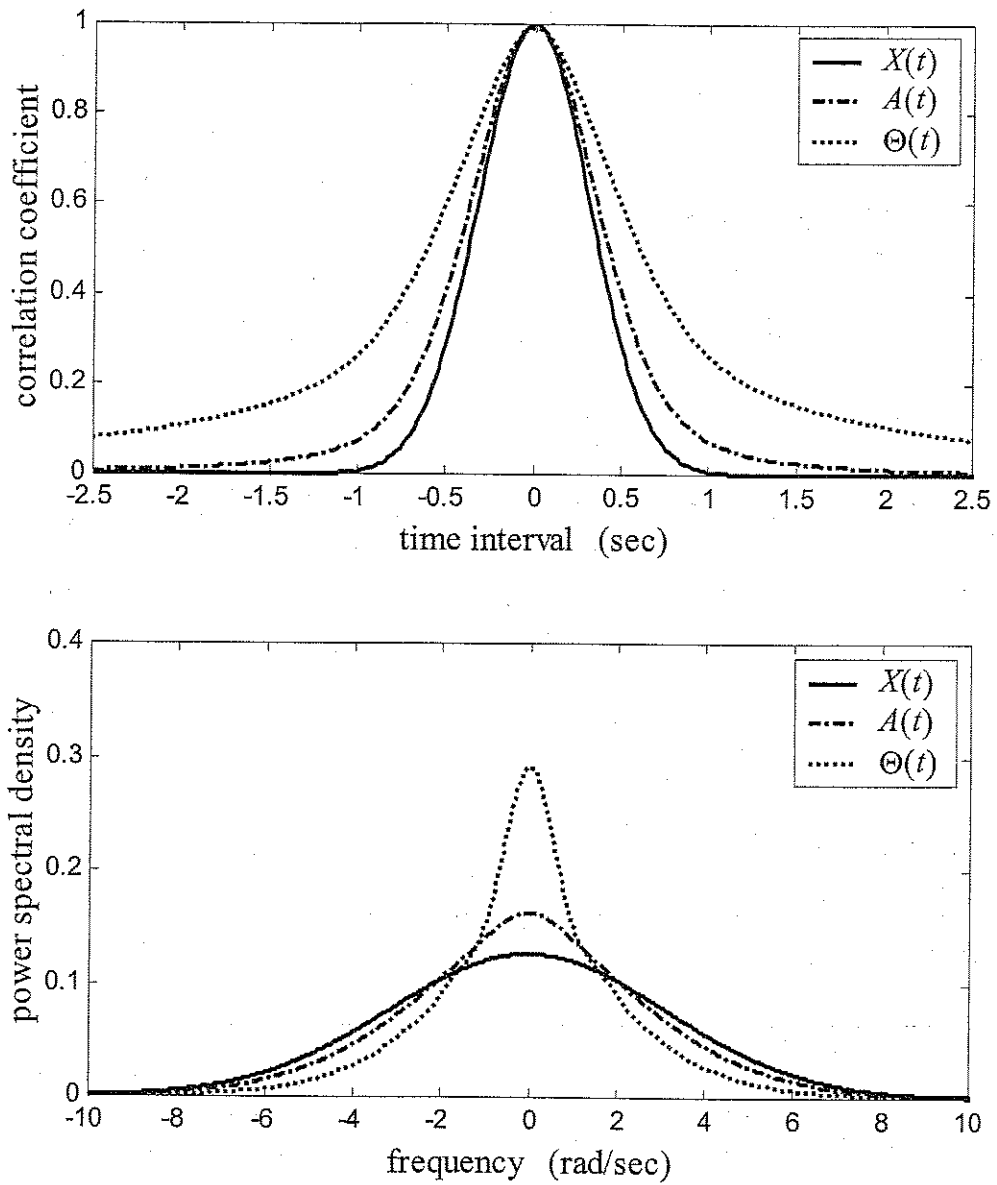 1
0.8
0.6
0.4
0.2
0
correlation coefficient
X(t)
A(t)
Θ(t)
-2.5 -2 -1.5 -1 -0.5 0 0.5 1 1.5 2 2.5
time interval (sec)
0.4
0.3
0.2
0.1
0
power spectral density
X(t)
A(t)
Θ(t)
-10 -8 -6 -4 -2 0 2 4 6 8 10
frequency (rad/sec)